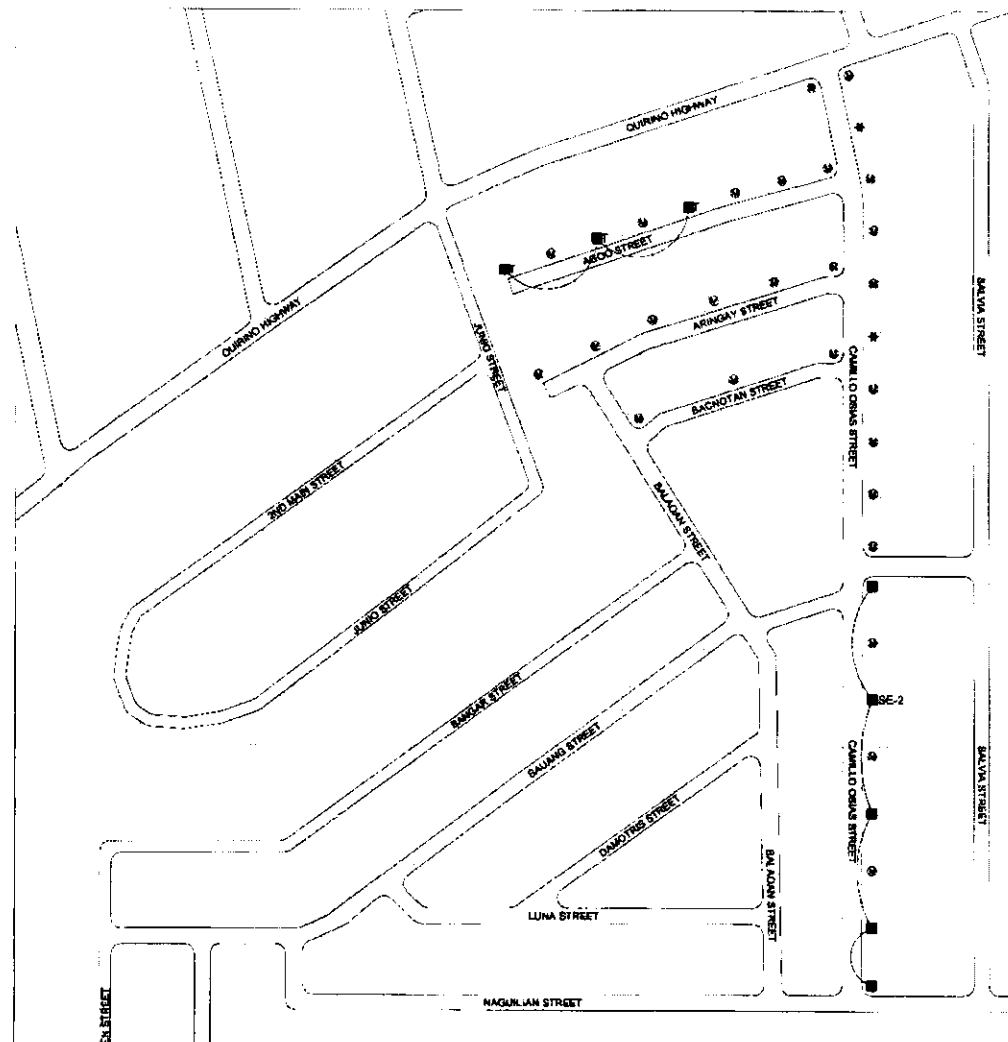 QUIRINO HIGHWAY
AGOO STREET
SALVIA STREET
QUIRINO HIGHWAY
JUNIO STREET
ARINGAY STREET
CAMILLO OSIAS STREET
BACNOTAN STREET
2ND MAIN STREET
BALAOAN STREET
JUNIO STREET
BANGAR STREET
SE-2
BAUANG STREET
CAMILLO OSIAS STREET
SALVIA STREET
DAMOTRIS STREET
BALAOAN STREET
LUNA STREET
NAGUILIAN STREET
EN STREET